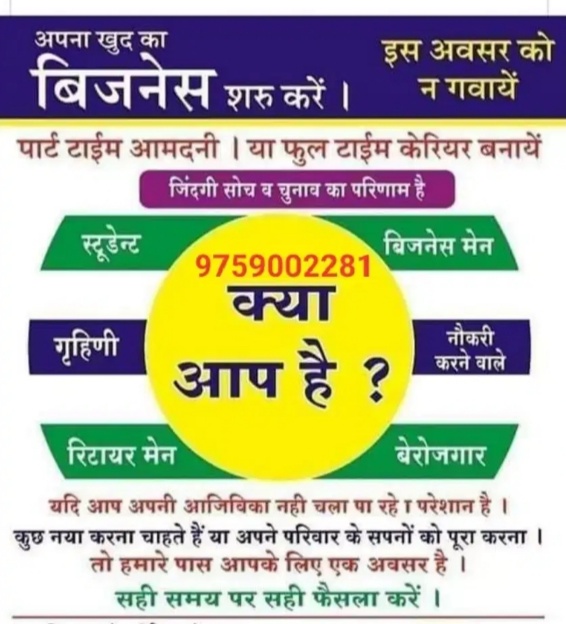 अपना खुद का
बिजनेस शरु करें ।
इस अवसर को
न गवायें
पार्ट टाईम आमदनी । या फुल टाईम केरियर बनायें
जिंदगी सोच व चुनाव का परिणाम है
स्टूडेन्ट
बिजनेस मेन
9759002281
क्या
आप है ?
गृहिणी
नौकरी
करने वाले
रिटायर मेन
बेरोजगार
यदि आप अपनी आजिविका नही चला पा रहे । परेशान है ।
कुछ नया करना चाहते हैं या अपने परिवार के सपनों को पूरा करना ।
तो हमारे पास आपके लिए एक अवसर है ।
सही समय पर सही फैसला करें ।